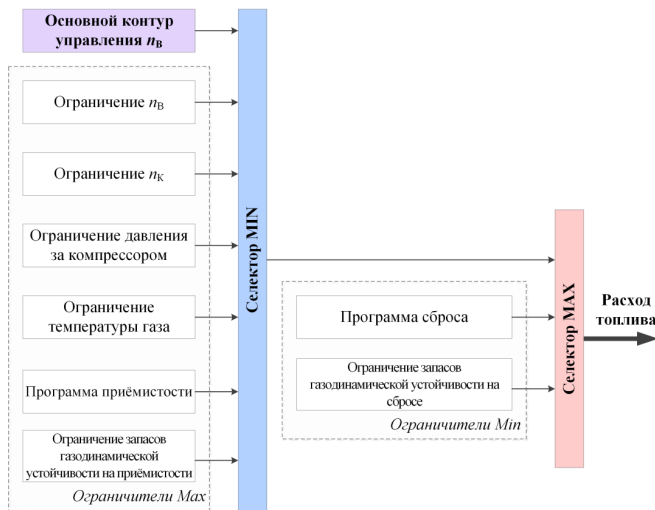 Основной контур
управления nВ
Ограничение nВ
Ограничение nК
Ограничение давления
за компрессором
Ограничение
температуры газа
Программа приёмистости
Ограничение запасов
газодинамической
устойчивости на приёмистости
Ограничители Max
Селектор MIN
Программа сброса
Ограничение запасов
газодинамической устойчивости на
сбросе
Ограничители Min
Селектор MAX
Расход
топлива